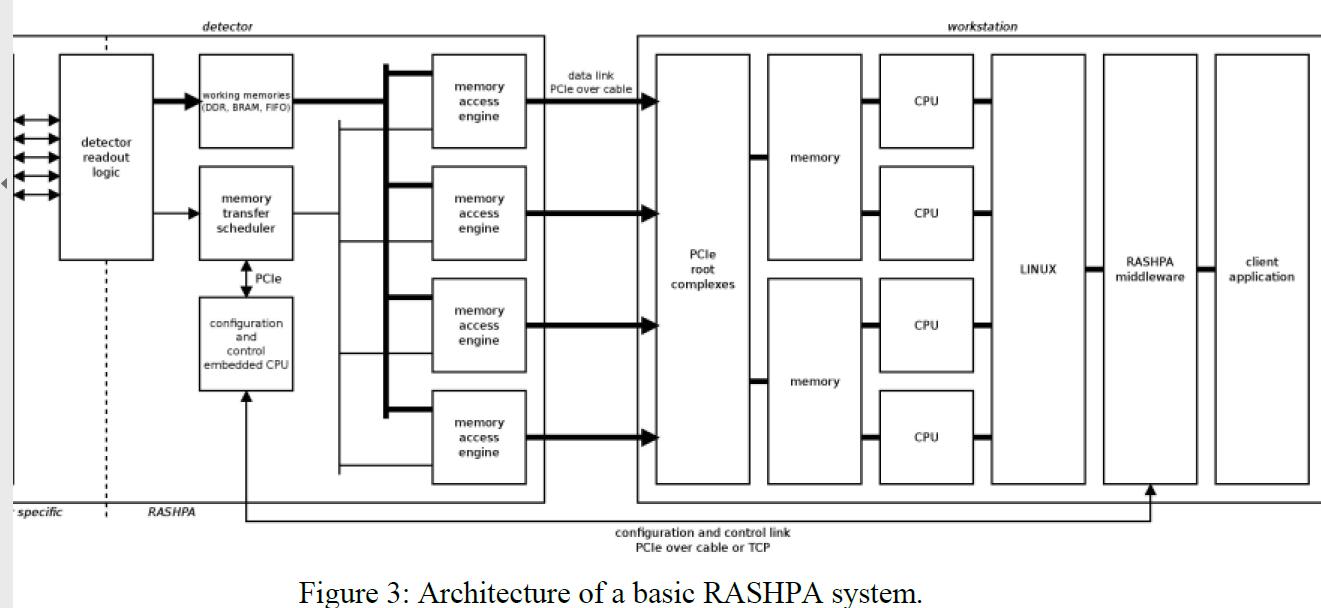 detector
workstation
detector
readout
logic
working memories
(DDR, BRAM, FIFO)
memory
transfer
scheduler
PCIe
configuration
and
control
embedded CPU
memory
access
engine
memory
access
engine
memory
access
engine
memory
access
engine
data link
PCIe over cable
PCIe
root
complexes
memory
memory
CPU
CPU
CPU
CPU
LINUX
RASHPA
middleware
client
application
specific
RASHPA
configuration and control link
PCIe over cable or TCP
Figure 3: Architecture of a basic RASHPA system.